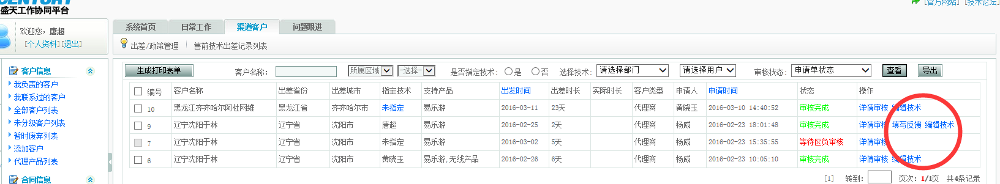 CENTURY
盛天工作协同平台
[官方网站] [技术论坛]
欢迎您，唐超
[个人资料][退出]
系统首页 日常工作 渠道客户 问题跟进
出差/政策管理 售前技术出差记录列表
客户信息
我负责的客户
我联系过的客户
全部客户列表
未分级客户列表
暂时废弃列表
添加客户
代理产品列表
合同信息
生成打印表单 客户名称： 所属区域 -选择- 是否指定技术： 是 否 选择技术： 请选择部门 请选择用户 审核状态： 申请单状态 查看 导出
编号 客户名称 出差省份 出差城市 指定技术 支持产品 出发时间 出差时长 实际时长 客户类型 申请人 申请时间 状态 操作
10 黑龙江齐齐哈尔阿杜网维 黑龙江省 齐齐哈尔市 未指定 易乐游 2016-03-11 23天 代理商 黄晓玉 2016-03-10 14:40:52 审核完成 详情审核 编辑技术
9 辽宁沈阳于林 辽宁省 沈阳市 唐超 易乐游 2016-02-25 2天 代理商 杨威 2016-02-23 18:01:48 审核完成 详情审核 填写反馈 编辑技术
7 辽宁沈阳于林 辽宁省 沈阳市 未指定 易乐游 2016-03-02 5天 代理商 杨威 2016-02-23 15:35:55 等待区负审核 详情审核
6 辽宁沈阳于林 辽宁省 沈阳市 黄晓玉 易乐游,无线产品 2016-02-26 6天 代理商 杨威 2016-02-23 10:05:10 审核完成 详情审核 编辑技术
[1] 转到： 页次：1/1页 共4条记录